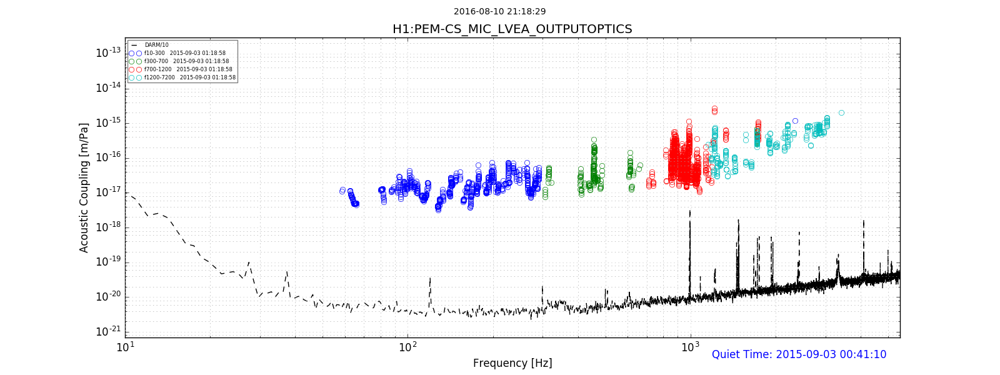 2016-08-10 21:18:29
H1:PEM-CS_MIC_LVEA_OUTPUTOPTICS
DARM/10
f10-300 2015-09-03 01:18:58
f300-700 2015-09-03 01:18:58
f700-1200 2015-09-03 01:18:58
f1200-7200 2015-09-03 01:18:58
10^-13
10^-14
10^-15
10^-16
10^-17
10^-18
10^-19
10^-20
10^-21
Acoustic Coupling [m/Pa]
10^1 10^2 10^3
Frequency [Hz]
Quiet Time: 2015-09-03 00:41:10